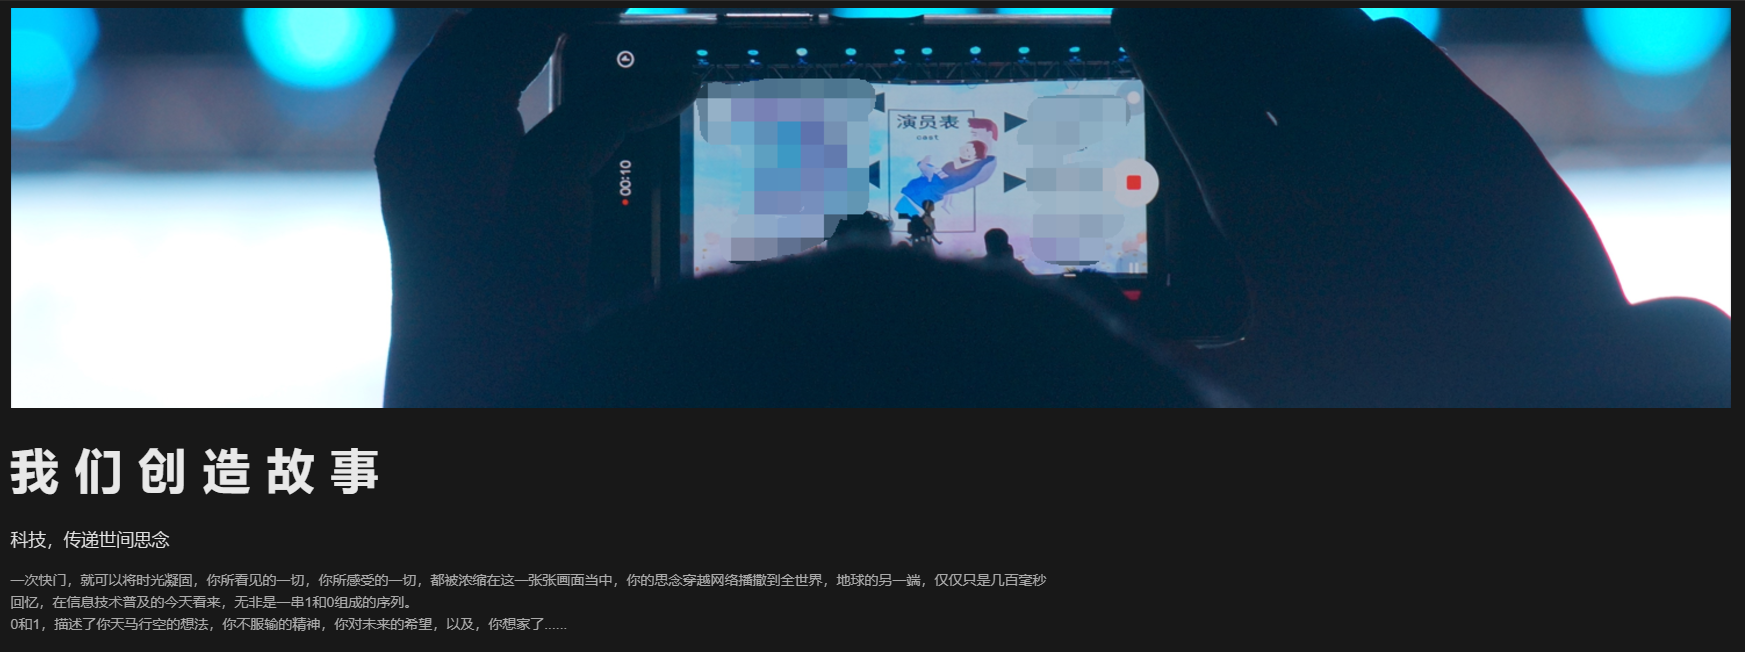 00:10
演员表
cast
我们创造故事
科技，传递世间思念
一次快门，就可以将时光凝固，你所看见的一切，你所感受的一切，都被浓缩在这一张张画面当中，你的思念穿越网络播撒到全世界，地球的另一端，仅仅只是几百毫秒
回忆，在信息技术普及的今天看来，无非是一串1和0组成的序列。
0和1，描述了你天马行空的想法，你不服输的精神，你对未来的希望，以及，你想家了......